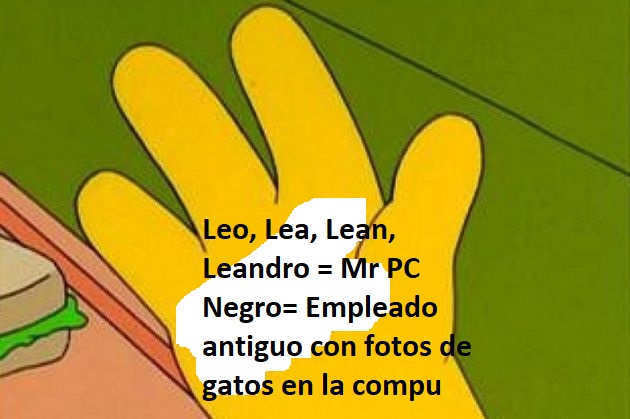 Leo, Lea, Lean,
Leandro = Mr PC
Negro= Empleado
antiguo con fotos de
gatos en la compu